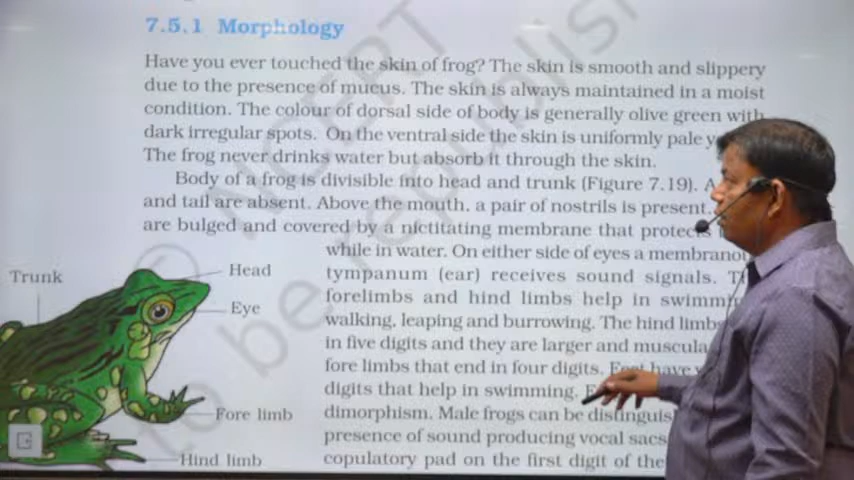 7.5.1 Morphology
Have you ever touched the skin of frog? The skin is smooth and slippery
due to the presence of mucus. The skin is always maintained in a moist
condition. The colour of dorsal side of body is generally olive green with
dark irregular spots. On the ventral side the skin is uniformly pale
The frog never drinks water but absorb it through the skin.
Body of a frog is divisible into head and trunk (Figure 7.19). A
and tail are absent. Above the mouth, a pair of nostrils is present.
are bulged and covered by a nictitating membrane that protects
while in water. On either side of eyes a membranou
tympanum (ear) receives sound signals. T
forelimbs and hind limbs help in swimmi
walking, leaping and burrowing. The hind limbs
in five digits and they are larger and muscula
fore limbs that end in four digits. Feet have
digits that help in swimming. F
dimorphism. Male frogs can be distinguis
presence of sound producing vocal sacs
copulatory pad on the first digit of the
Trunk
Head
Eye
Fore limb
Hind limb
© NCERT
to be republish